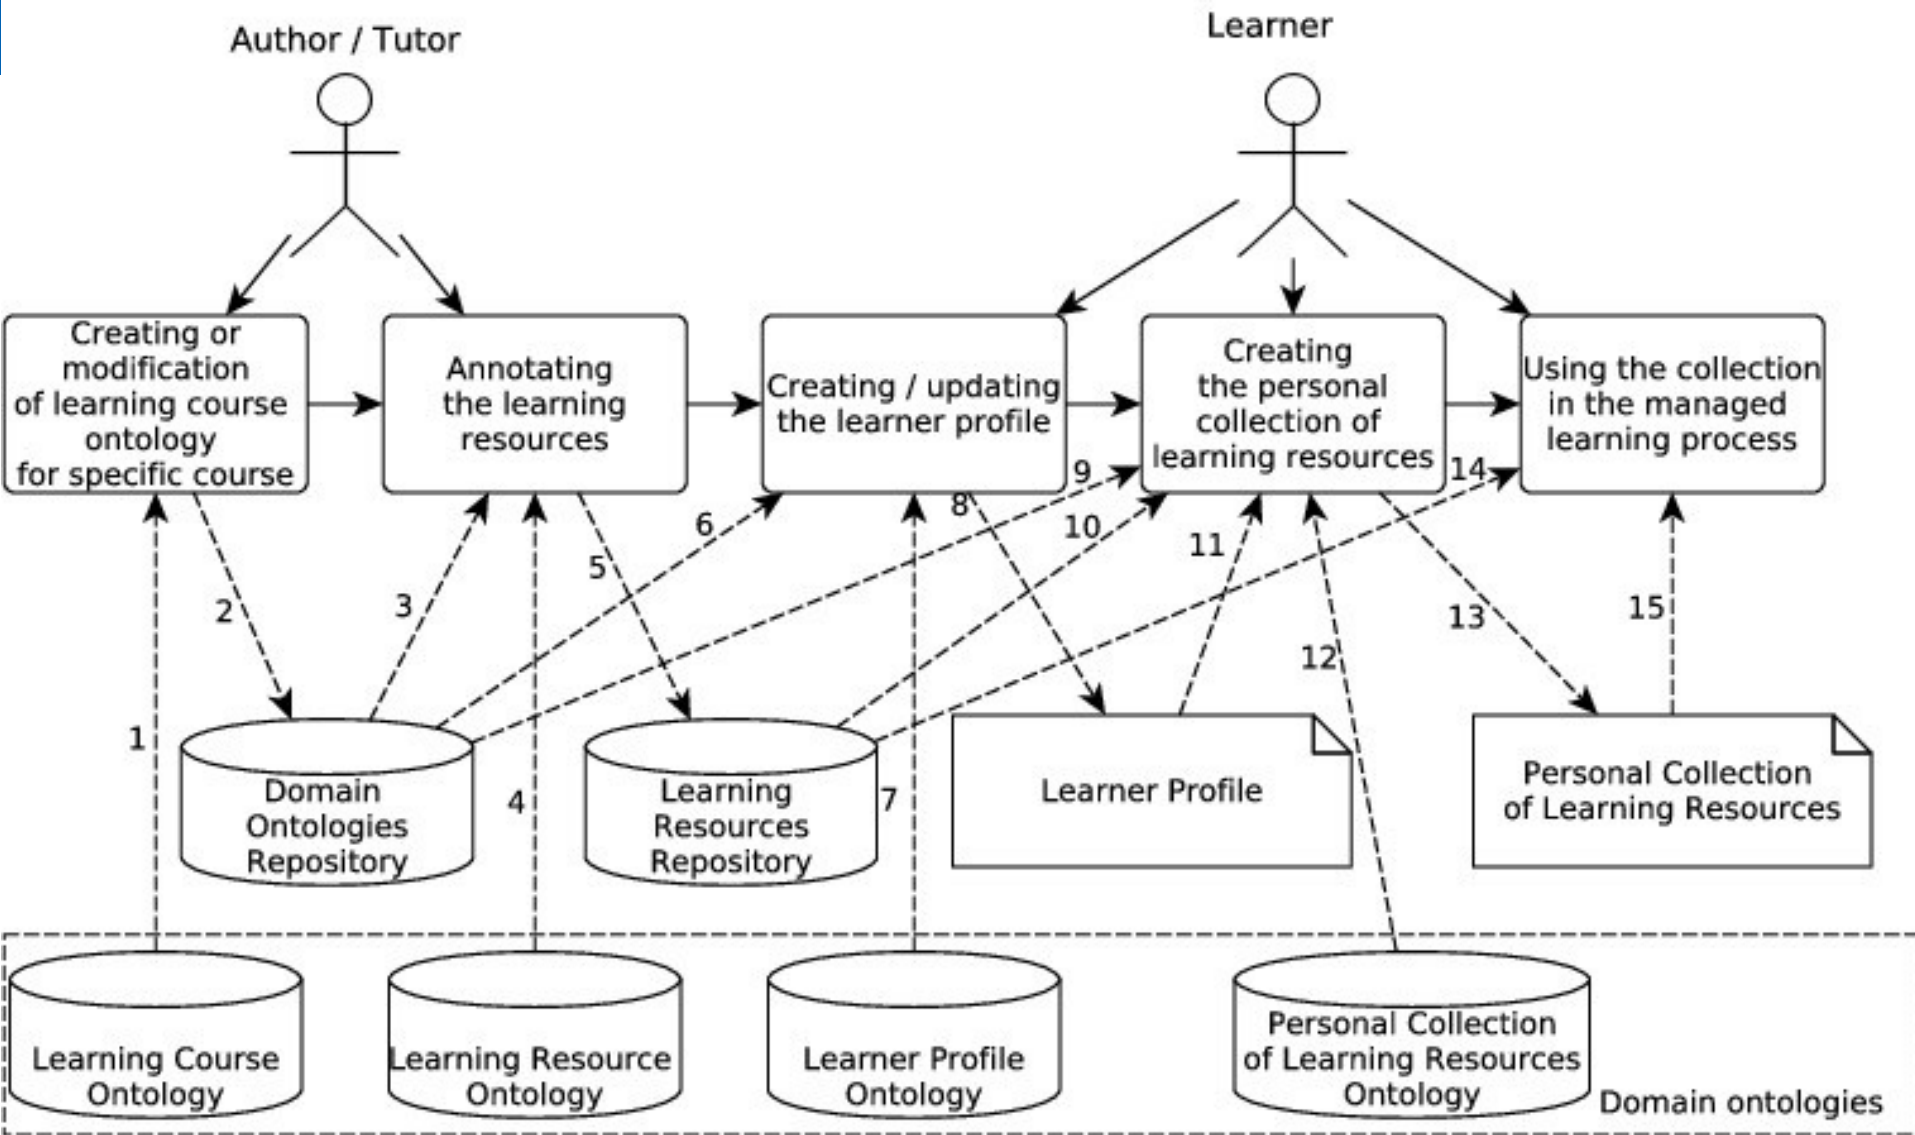 Author / Tutor
Learner
Creating or
modification
of learning course
ontology
for specific course
Annotating
the learning
resources
Creating / updating
the learner profile
Creating
the personal
collection of
learning resources
Using the collection
in the managed
learning process
1
2
3
4
5
6
7
8
9
10
11
12
13
14
15
Domain
Ontologies
Repository
Learning
Resources
Repository
Learner Profile
Personal Collection
of Learning Resources
Learning Course
Ontology
Learning Resource
Ontology
Learner Profile
Ontology
Personal Collection
of Learning Resources
Ontology
Domain ontologies